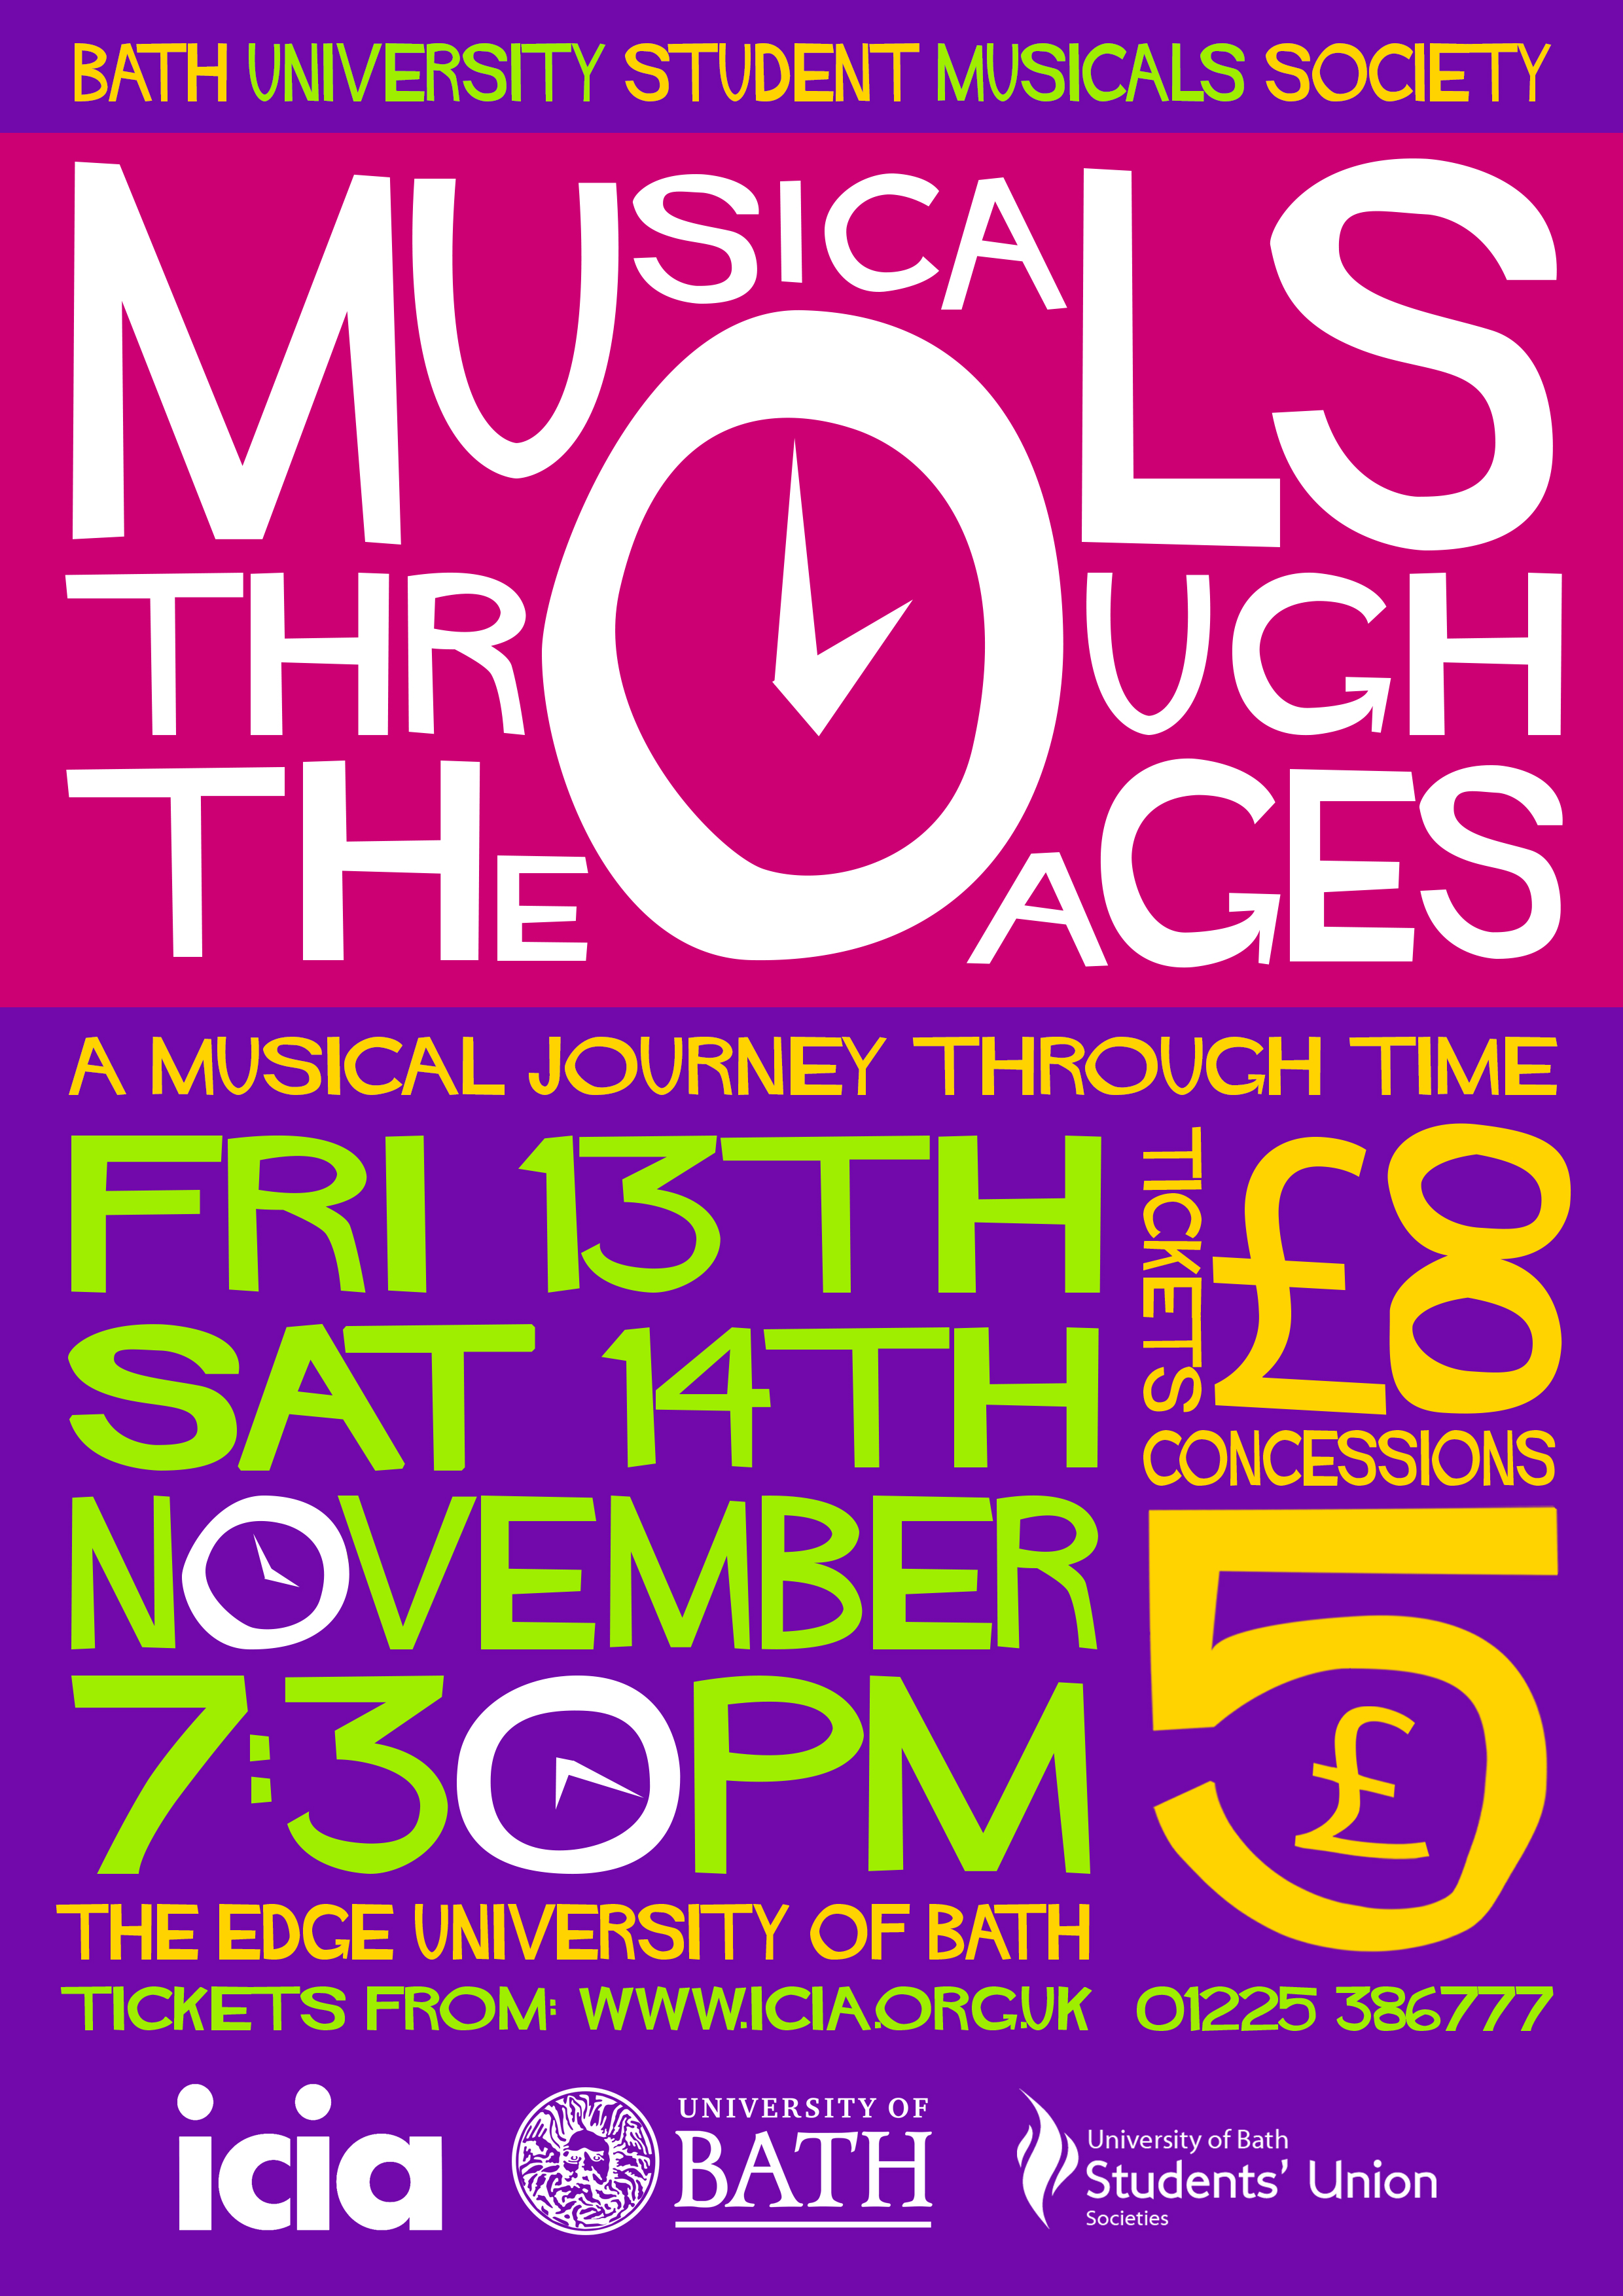 BATH UNIVERSITY STUDENT MUSICALS SOCIETY
MUSICALS
THROUGH
THE AGES
A MUSICAL JOURNEY THROUGH TIME
FRI 13TH
SAT 14TH
NOVEMBER
7:30PM
TICKETS £8
CONCESSIONS
£5
THE EDGE UNIVERSITY OF BATH
TICKETS FROM: WWW.ICIA.ORG.UK 01225 386777
icia
UNIVERSITY OF
BATH
University of Bath
Students' Union
Societies